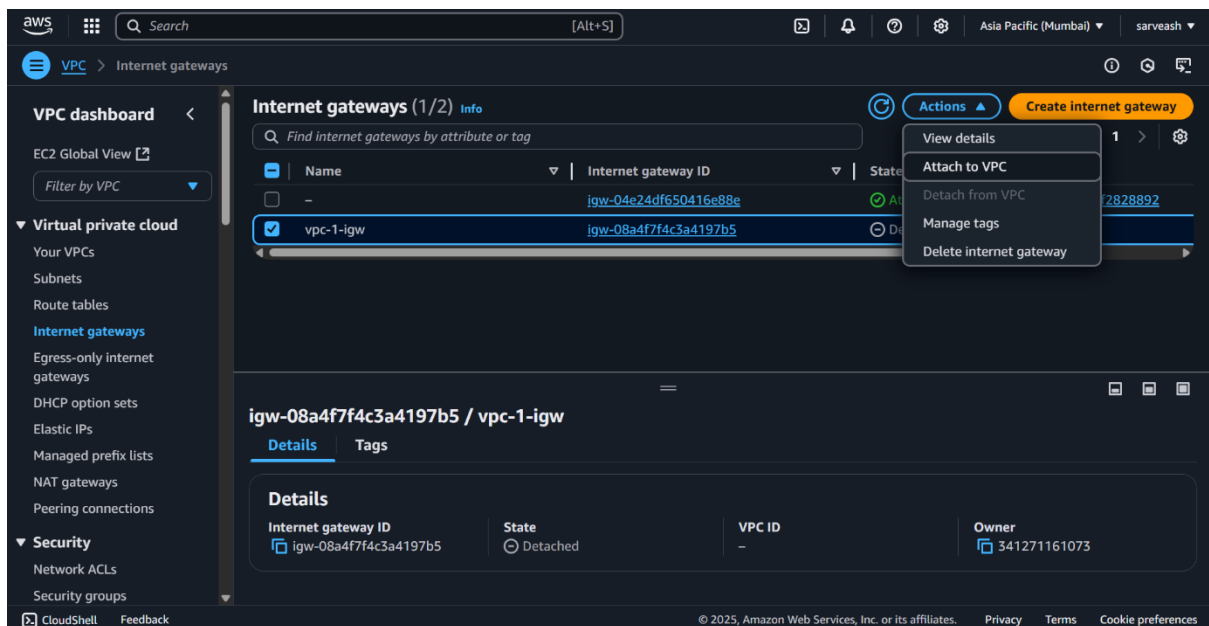 aws Search [Alt+S] Asia Pacific (Mumbai) sarveash
VPC > Internet gateways
VPC dashboard
EC2 Global View
Filter by VPC
Virtual private cloud
Your VPCs
Subnets
Route tables
Internet gateways
Egress-only internet
gateways
DHCP option sets
Elastic IPs
Managed prefix lists
NAT gateways
Peering connections
Security
Network ACLs
Security groups
Internet gateways (1/2) Info
Actions Create internet gateway
Find internet gateways by attribute or tag 1 >
View details
Attach to VPC
Detach from VPC
Manage tags
Delete internet gateway
Name Internet gateway ID State
– igw-04e24df650416e88e At f2828892
vpc-1-igw igw-08a4f7f4c3a4197b5 De
igw-08a4f7f4c3a4197b5 / vpc-1-igw
Details Tags
Details
Internet gateway ID State VPC ID Owner
igw-08a4f7f4c3a4197b5 Detached – 341271161073
CloudShell Feedback © 2025, Amazon Web Services, Inc. or its affiliates. Privacy Terms Cookie preferences